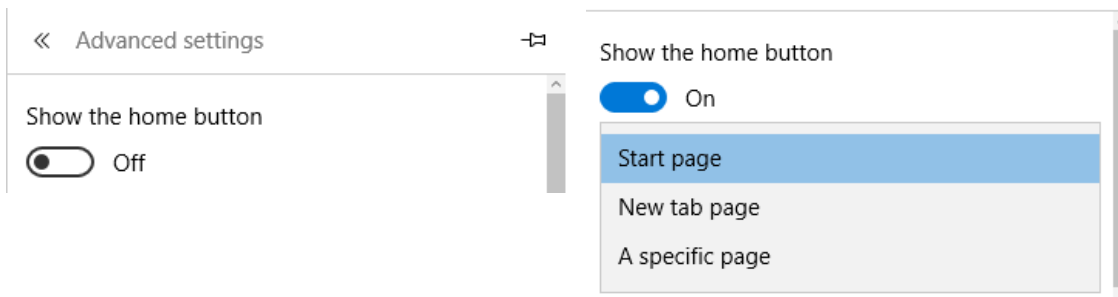 Advanced settings
Show the home button
Off
Show the home button
On
Start page
New tab page
A specific page